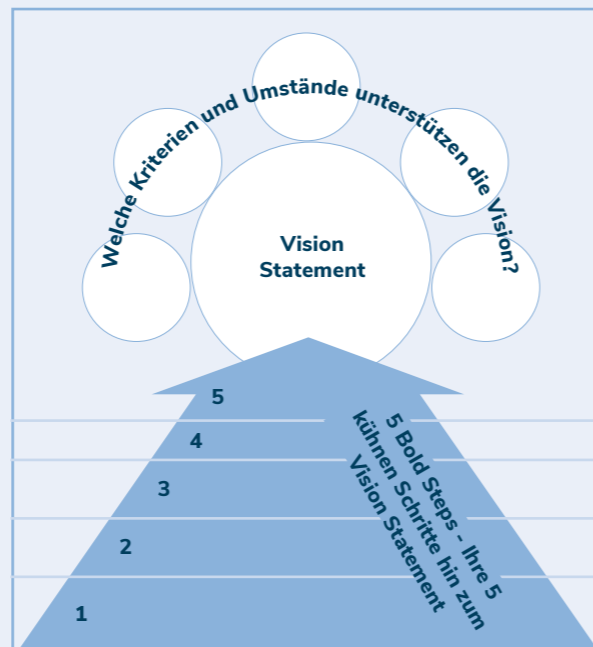 Welche Kriterien und Umstände unterstützen die Vision?
Vision
Statement
5
4
3
2
1
5 Bold Steps - Ihre 5
kühnen Schritte hin zum
Vision Statement